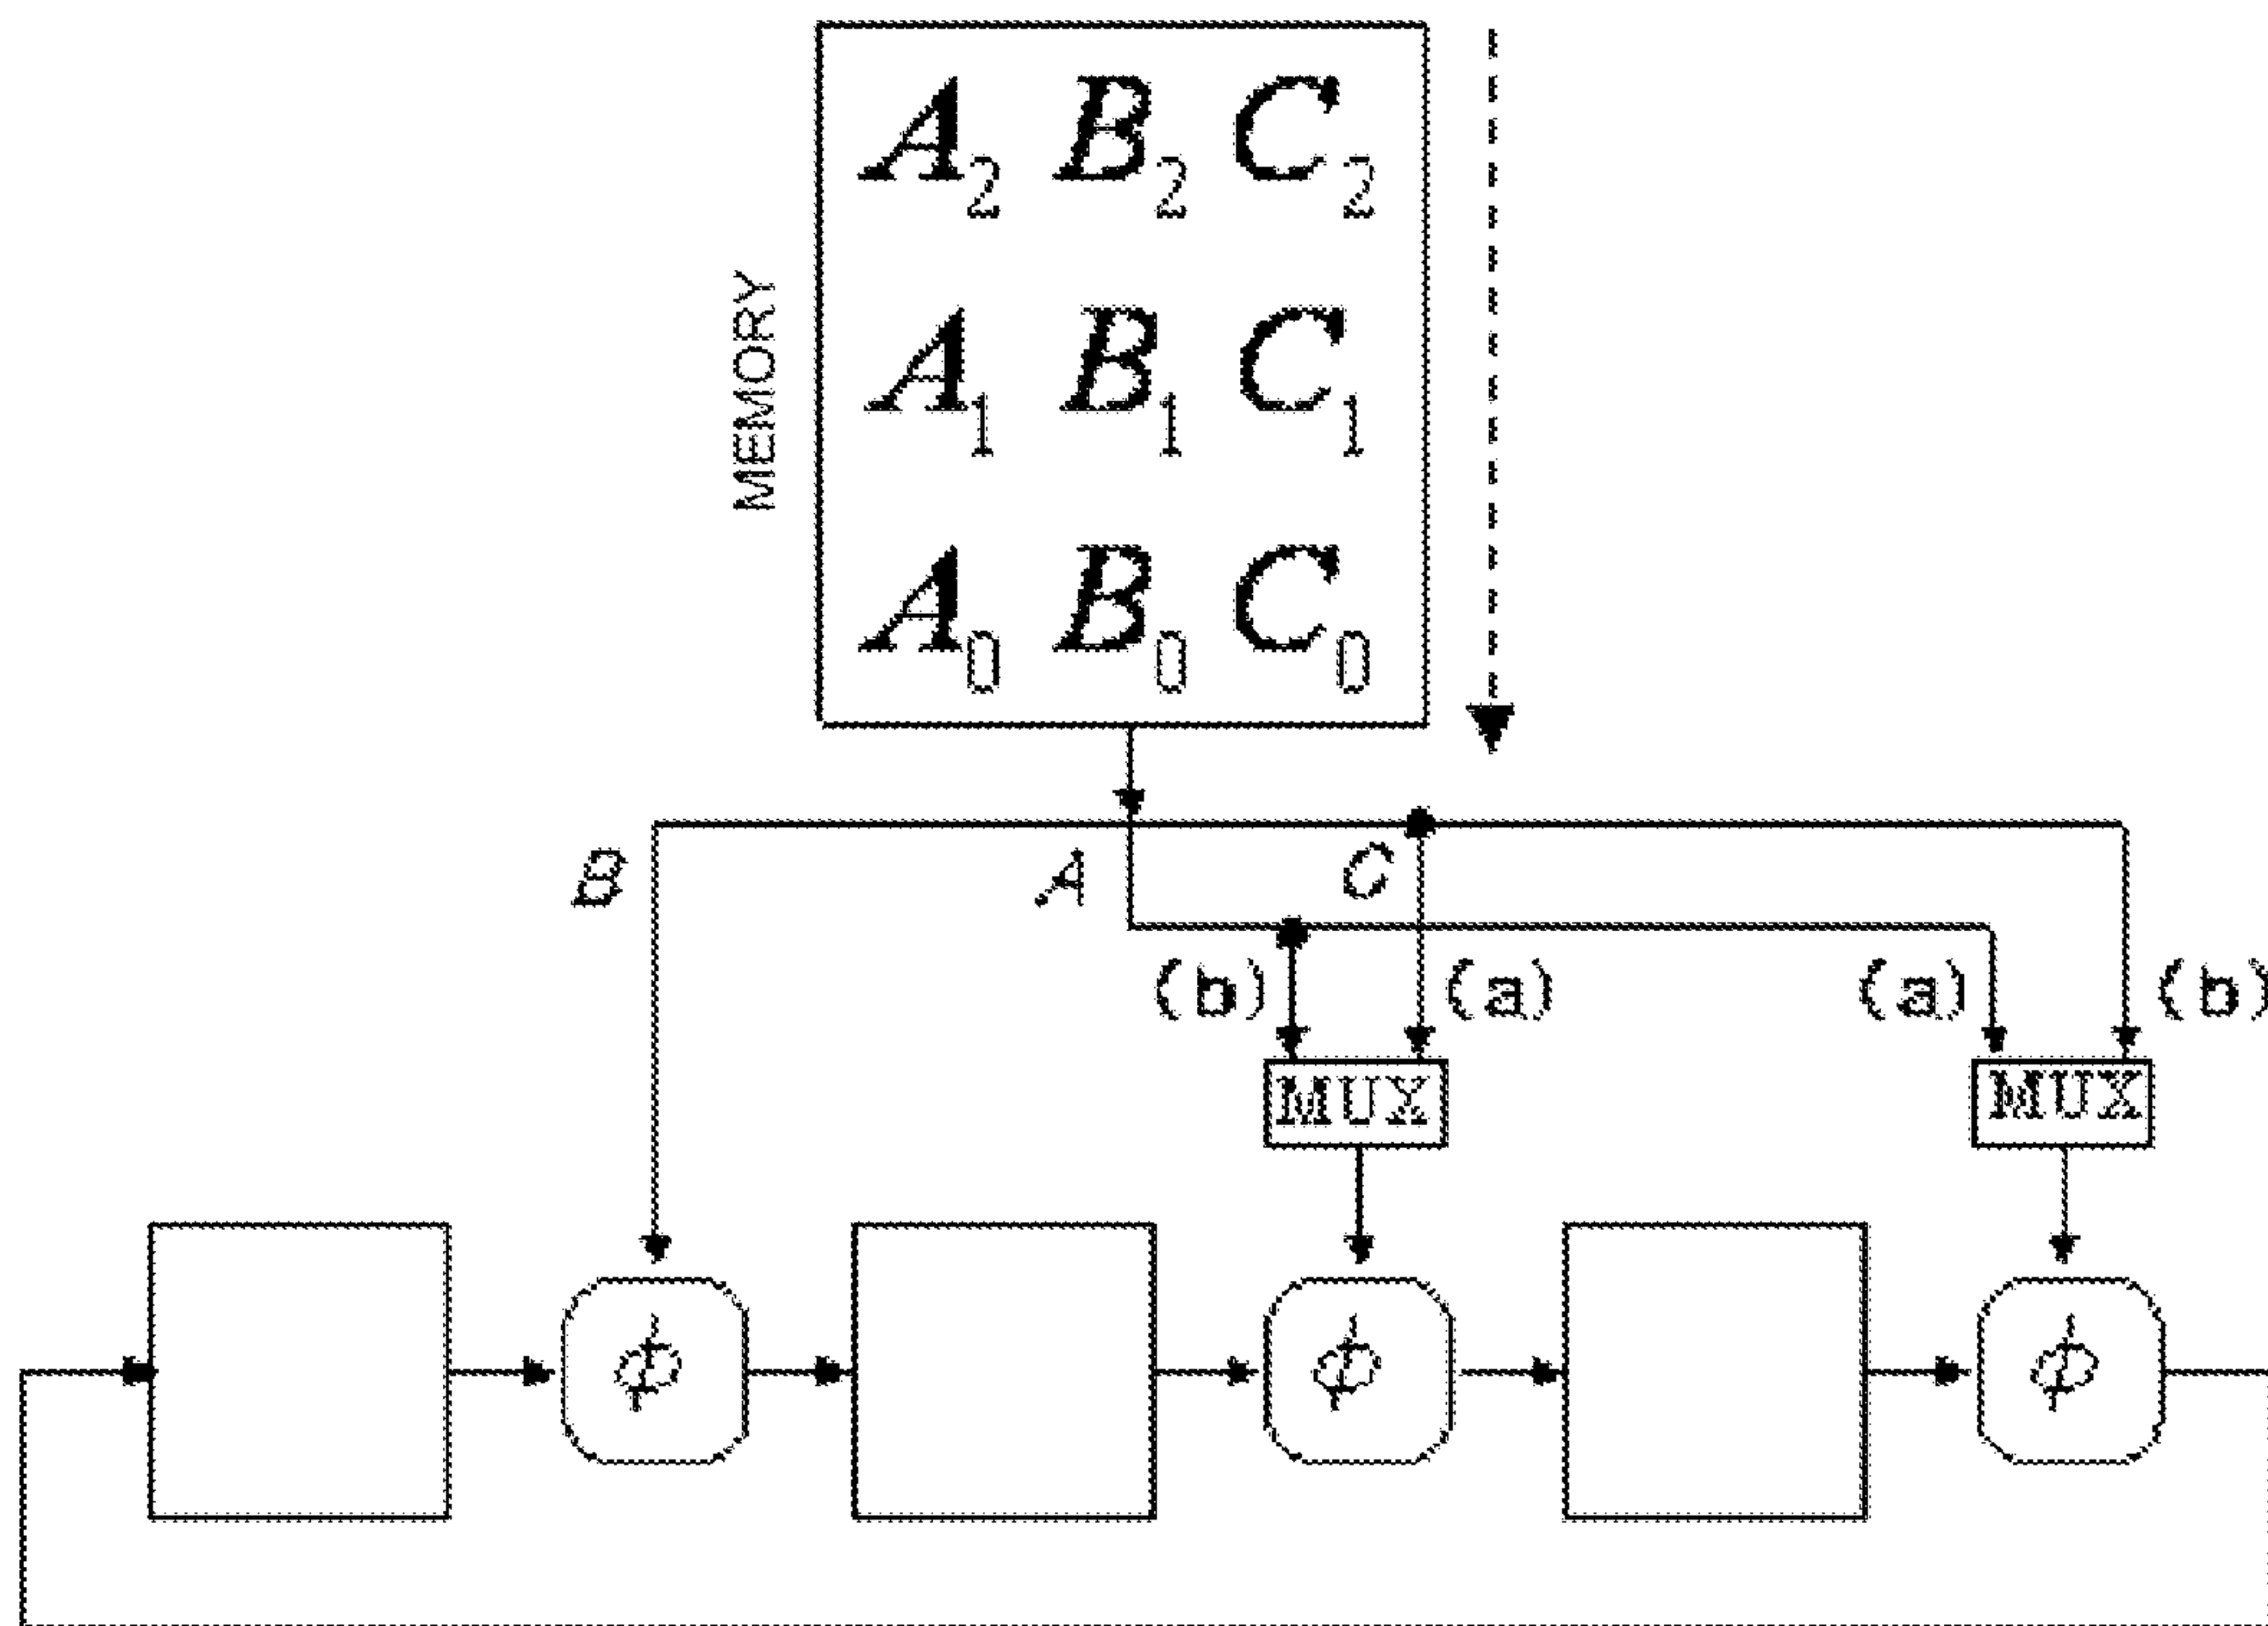 A₂ B₂ C₂
MEMORY
A₁ B₁ C₁
A₀ B₀ C₀
B A C
(b) (a) (a) (b)
MUX MUX
ϕ ϕ ϕ